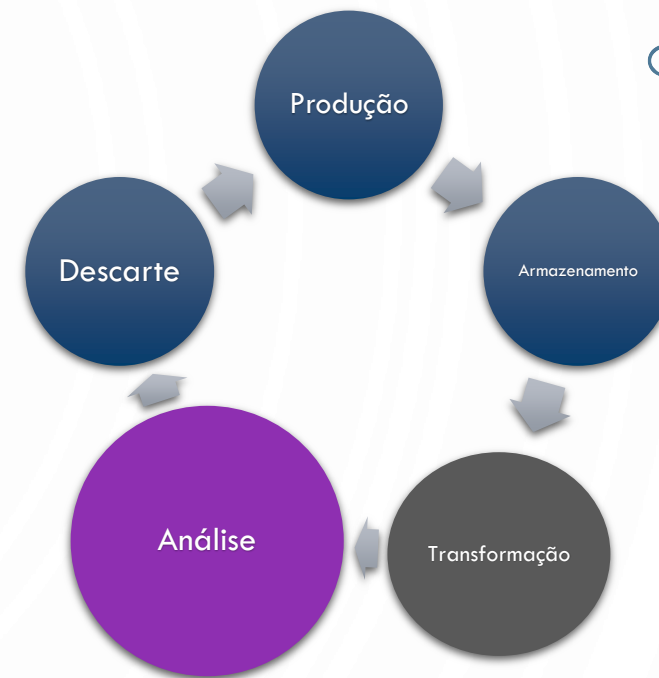 Produção
Armazenamento
Descarte
Análise
Transformação